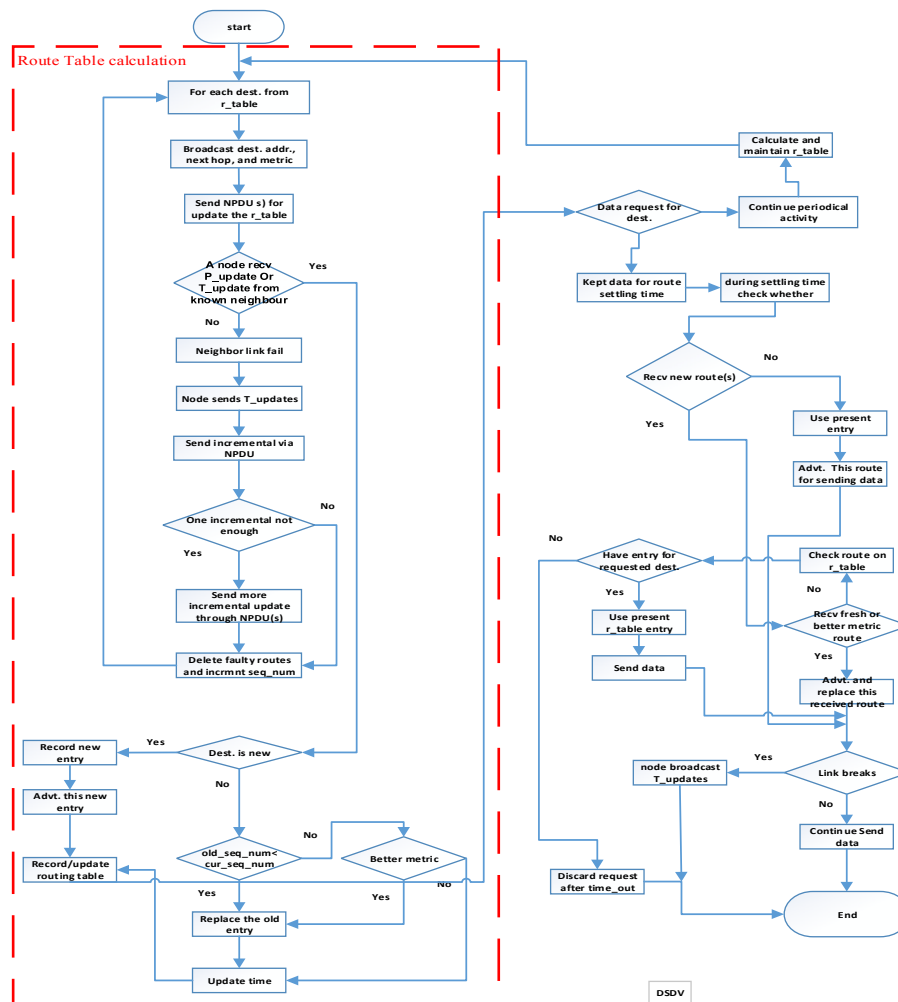 start
Route Table calculation
For each dest. from
r_table
Broadcast dest. addr.,
next hop, and metric
Send NPDU s) for
update the r_table
A node recv
P_update Or
T_update from
known neighbour
Yes
No
Neighbor link fail
Node sends T_updates
Send incremental via
NPDU
One incremental not
enough
No
Yes
Send more
incremental update
through NPDU(s)
Delete faulty routes
and incrmnt seq_num
Dest. is new
Yes
No
Record new
entry
Advt. this new
entry
Record/update
routing table
old_seq_num<
cur_seq_num
No
Yes
Better metric
No
Yes
Replace the old
entry
Update time
Calculate and
maintain r_table
Data request for
dest.
Continue periodical
activity
Kept data for route
settling time
during settling time
check whether
Recv new route(s)
No
Yes
Use present
entry
Advt. This route
for sending data
Check route on
r_table
No
Have entry for
requested dest.
No
Yes
Use present
r_table entry
Send data
Recv fresh or
better metric
route
Yes
Advt. and
replace this
received route
Link breaks
Yes
No
node broadcast
T_updates
Continue Send
data
Discard request
after time_out
End
DSDV